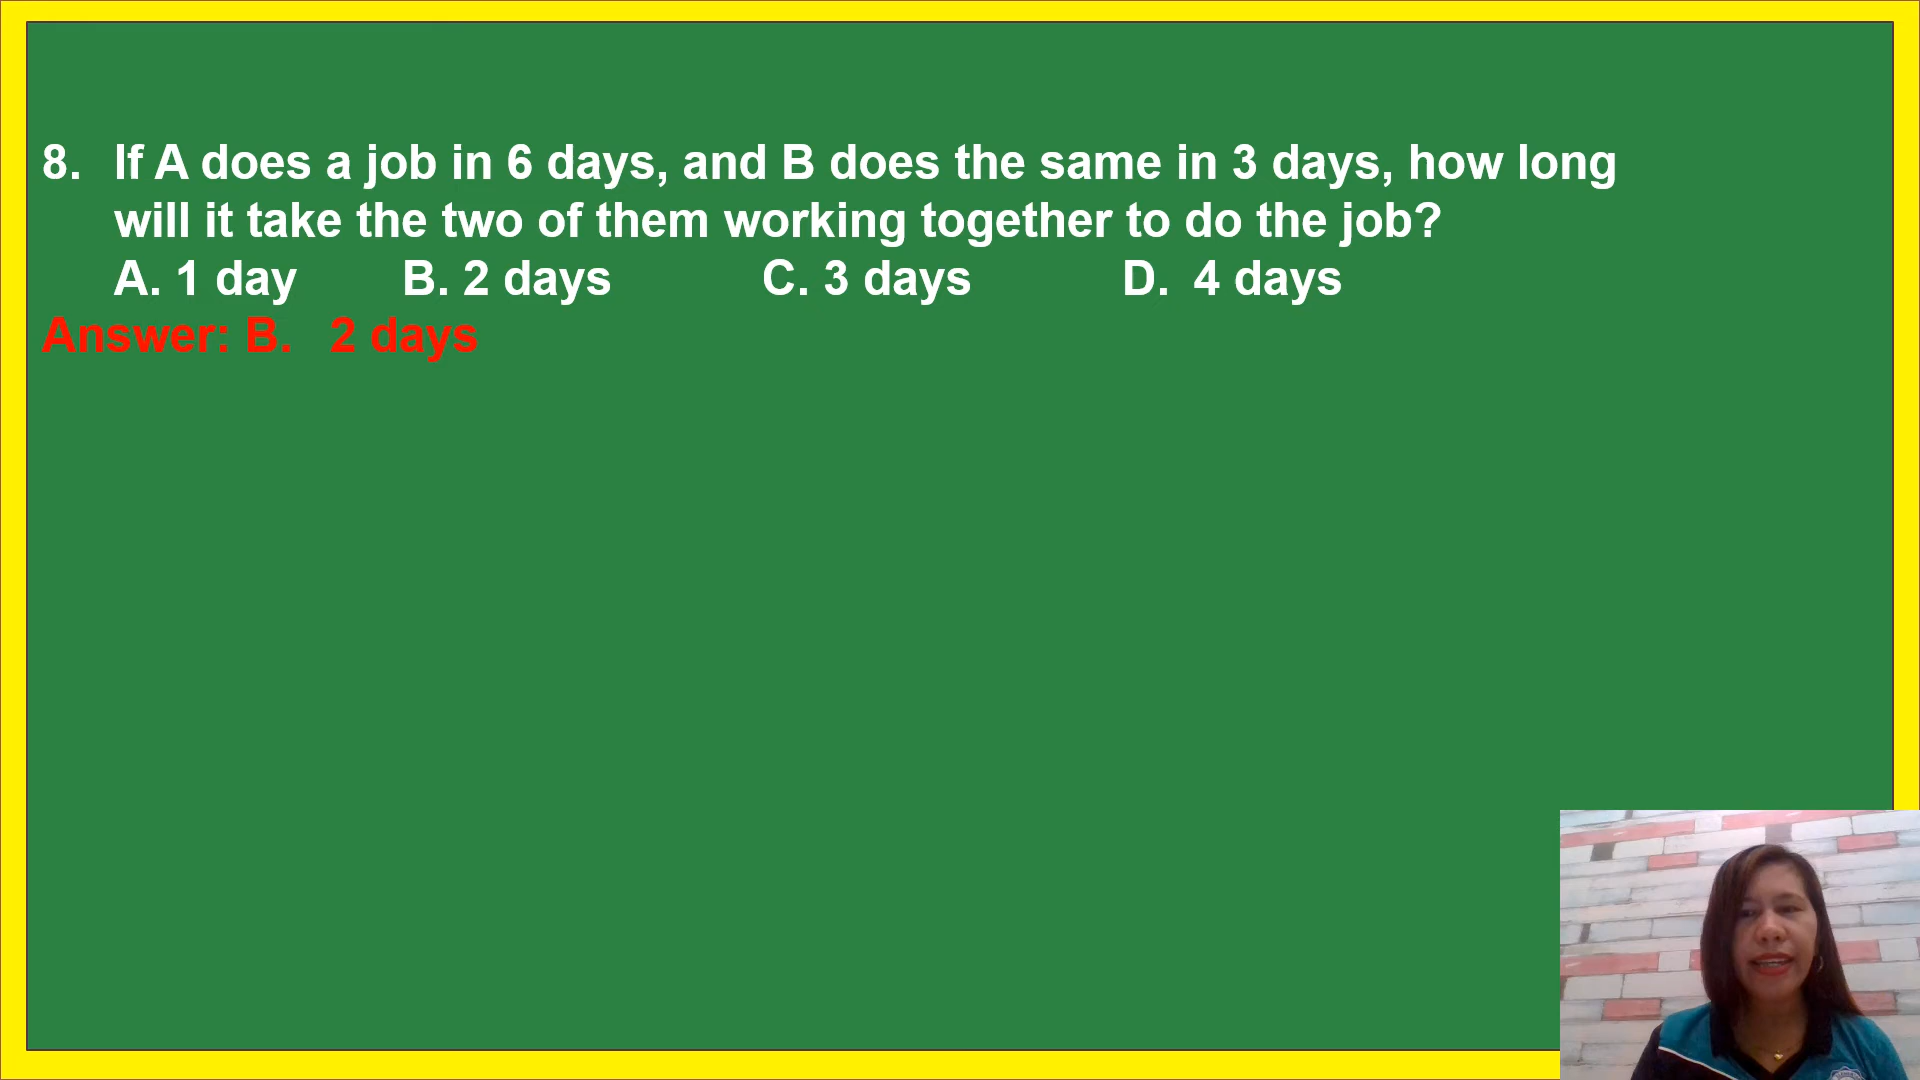 8. If A does a job in 6 days, and B does the same in 3 days, how long
will it take the two of them working together to do the job?
A. 1 day B. 2 days C. 3 days D. 4 days
Answer: B. 2 days